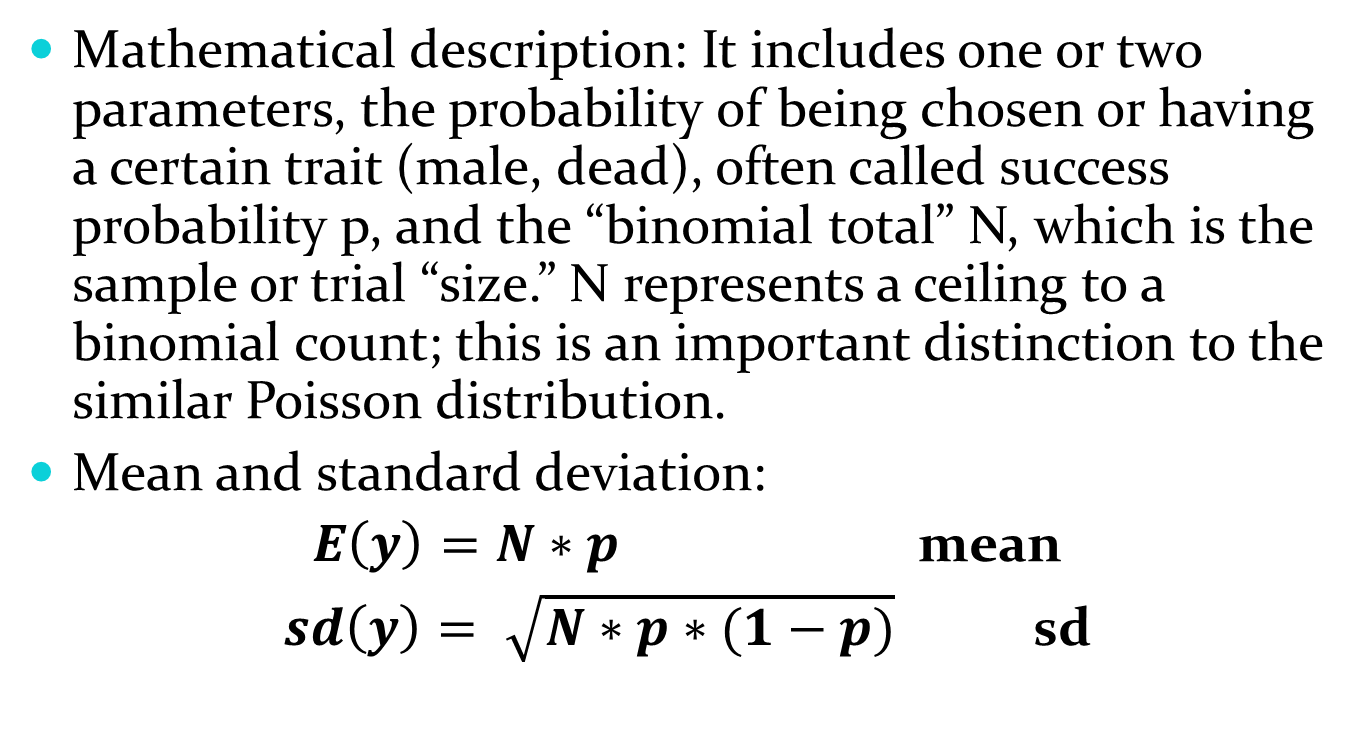 • Mathematical description: It includes one or two
parameters, the probability of being chosen or having
a certain trait (male, dead), often called success
probability p, and the “binomial total” N, which is the
sample or trial “size.” N represents a ceiling to a
binomial count; this is an important distinction to the
similar Poisson distribution.
• Mean and standard deviation:
E(y) = N ∗ p mean
sd(y) = √N ∗ p ∗ (1 − p) sd